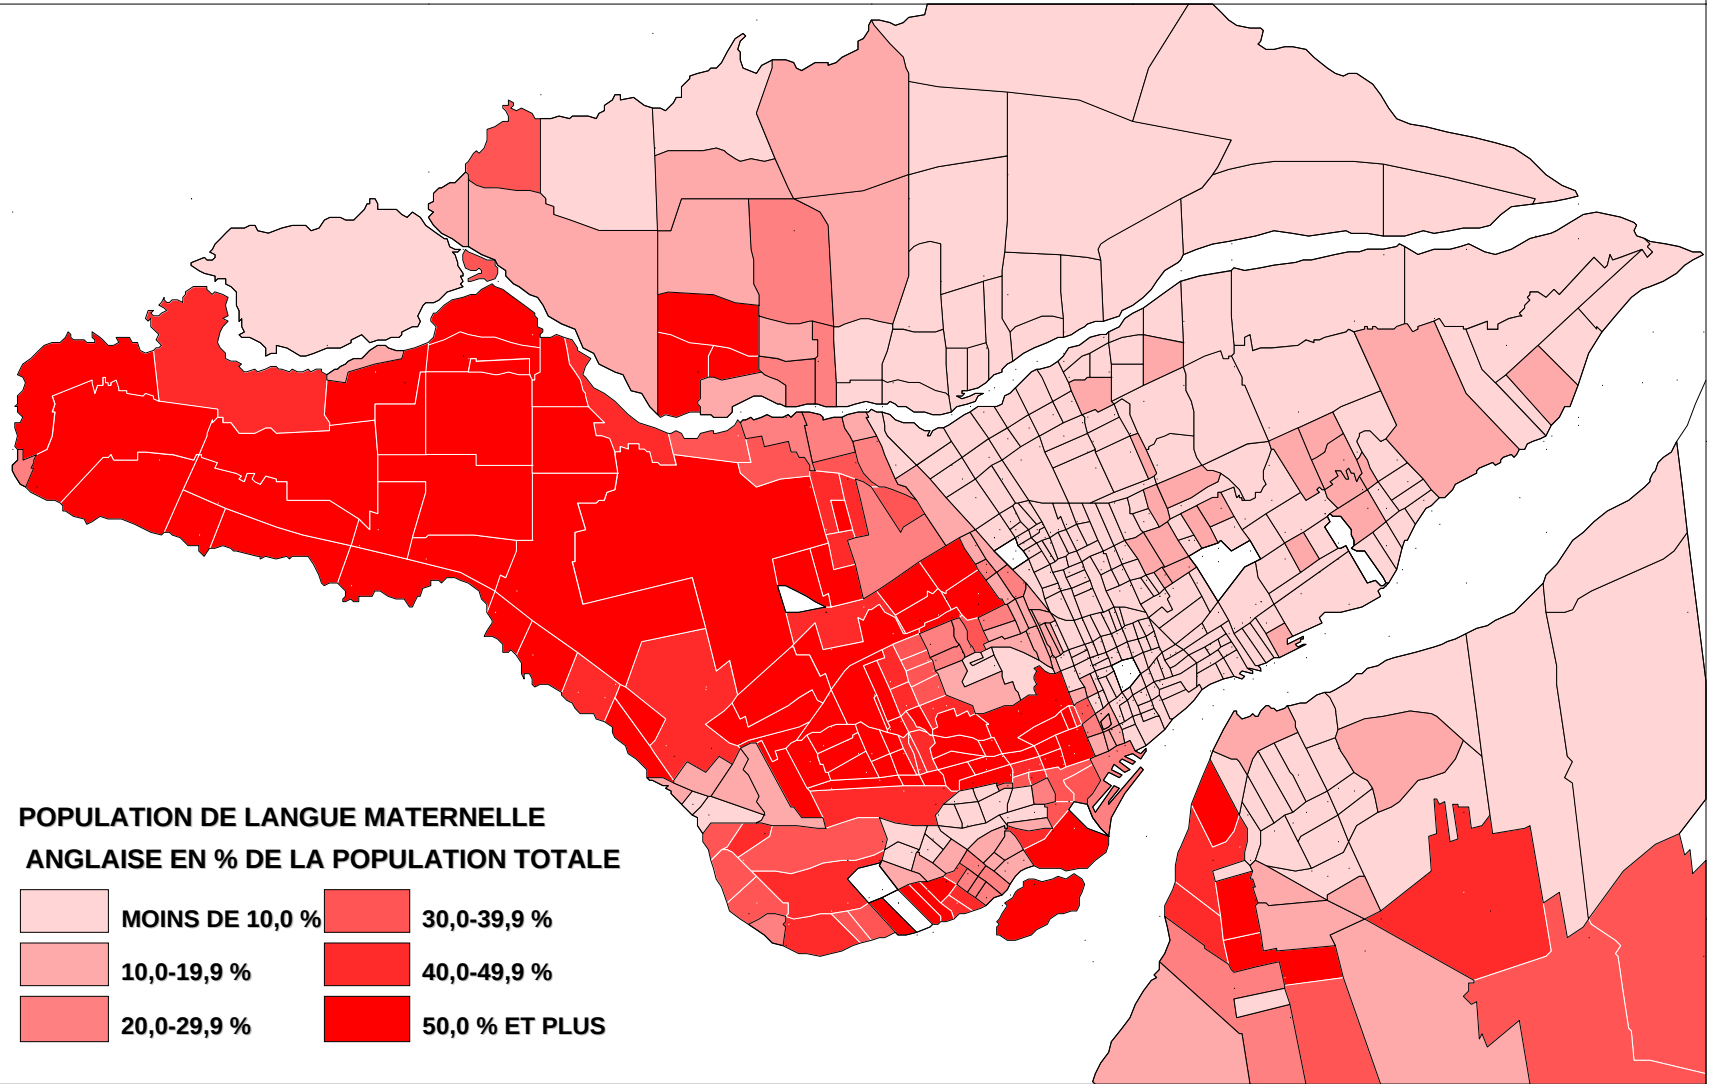 POPULATION DE LANGUE MATERNELLE
ANGLAISE EN % DE LA POPULATION TOTALE
MOINS DE 10,0 %
10,0-19,9 %
20,0-29,9 %
30,0-39,9 %
40,0-49,9 %
50,0 % ET PLUS